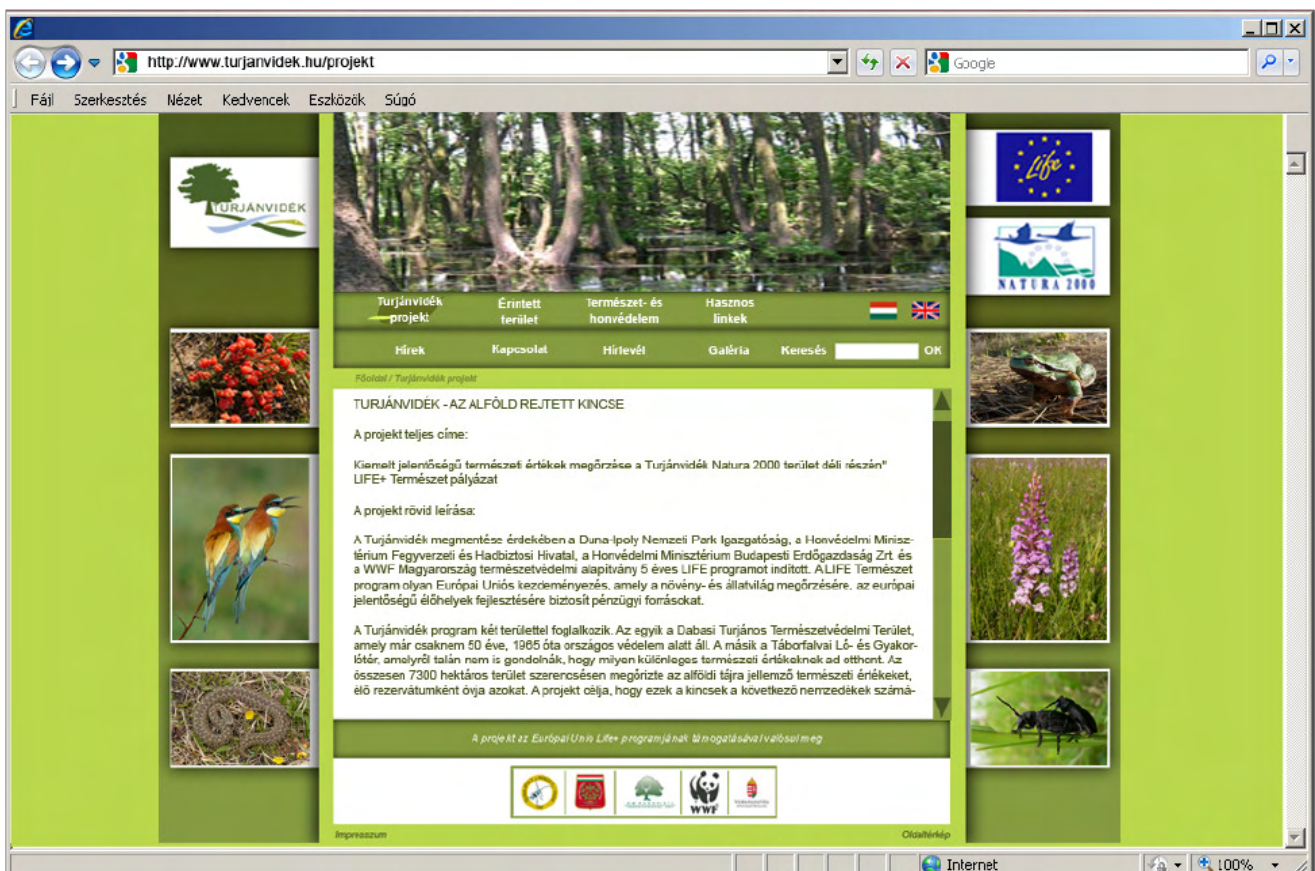 http://www.turjanvidek.hu/projekt
Google
Fájl Szerkesztés Nézet Kedvencek Eszközök Súgó
TURJÁNVIDÉK
Life
NATURA 2000
Turjánvidék projekt
Érintett terület
Természet- és honvédelem
Hasznos linkek
Hírek Kapcsolat Hírlevél Galéria Keresés OK
Főoldal / Turjánvidék projekt
TURJÁNVIDÉK - AZ ALFÖLD REJTETT KINCSE
A projekt teljes címe:
Kiemelt jelentőségű természeti értékek megőrzése a Turjánvidék Natura 2000 terület déli részén"
LIFE+ Természet pályázat
A projekt rövid leírása:
A Turjánvidék megmentése érdekében a Duna-Ipoly Nemzeti Park Igazgatóság, a Honvédelmi Minisz-
térium Fegyverzeti és Hadbiztosi Hivatal, a Honvédelmi Minisztérium Budapesti Erdőgazdaság Zrt. és
a WWF Magyarország természetvédelmi alapítvány 5 éves LIFE programot indított. A LIFE Természet
program olyan Európai Uniós kezdeményezés, amely a növény- és állatvilág megőrzésére, az európai
jelentőségű élőhelyek fejlesztésére biztosít pénzügyi forrásokat.
A Turjánvidék program két területtel foglalkozik. Az egyik a Dabasi Turjános Természetvédelmi Terület,
amely már csaknem 50 éve, 1965 óta országos védelem alatt áll. A másik a Táborfalvai Lő- és Gyakor-
lótér, amelyről talán nem is gondolnák, hogy milyen különleges természeti értékeknek ad otthont. Az
összesen 7300 hektáros terület szerencsésen megőrizte az alföldi tájra jellemző természeti értékeket,
élő rezervátumként óvja azokat. A projekt célja, hogy ezek a kincsek a következő nemzedékek számá-
A projekt az Európai Unió Life+ programjának támogatásával valósul meg
WWF
Impresszum
Oldaltérkép
Internet
100%